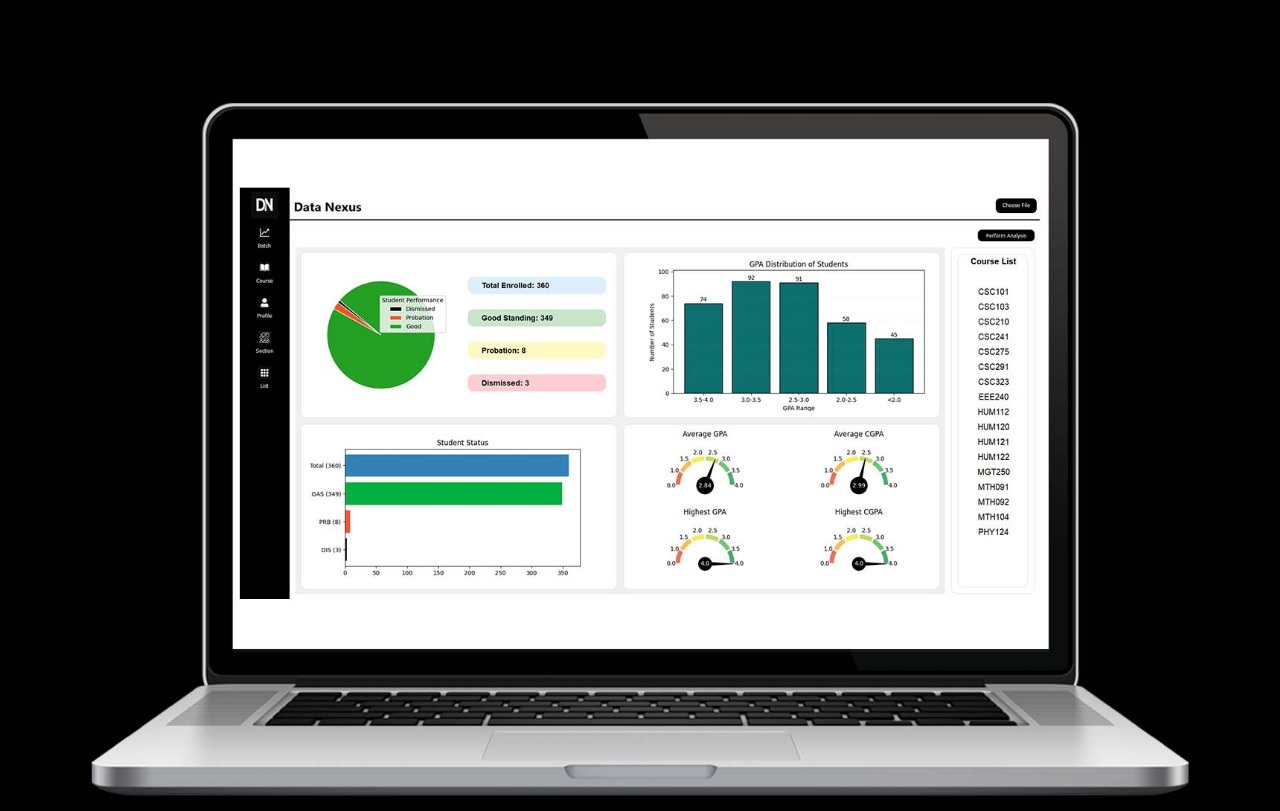 DN
Data Nexus
Choose File
Perform Analysis
Batch
Course
Profile
Section
List
Student Performance
Dismissed
Probation
Good
Total Enrolled: 360
Good Standing: 349
Probation: 8
Dismissed: 3
GPA Distribution of Students
Number of Students
100
80
60
40
20
0
74
92
91
58
45
3.5-4.0
3.0-3.5
2.5-3.0
2.0-2.5
<2.0
GPA Range
Student Status
Total (360)
GAS (349)
PRB (8)
DIS (3)
0 50 100 150 200 250 300 350
Average GPA
0.0 1.0 1.5 2.0 2.5 3.0 3.5 4.0
2.84
Average CGPA
0.0 1.0 1.5 2.0 2.5 3.0 3.5 4.0
2.99
Highest GPA
0.0 1.0 1.5 2.0 2.5 3.0 3.5 4.0
4.0
Highest CGPA
0.0 1.0 1.5 2.0 2.5 3.0 3.5 4.0
4.0
Course List
CSC101
CSC103
CSC210
CSC241
CSC275
CSC291
CSC323
EEE240
HUM112
HUM120
HUM121
HUM122
MGT250
MTH091
MTH092
MTH104
PHY124